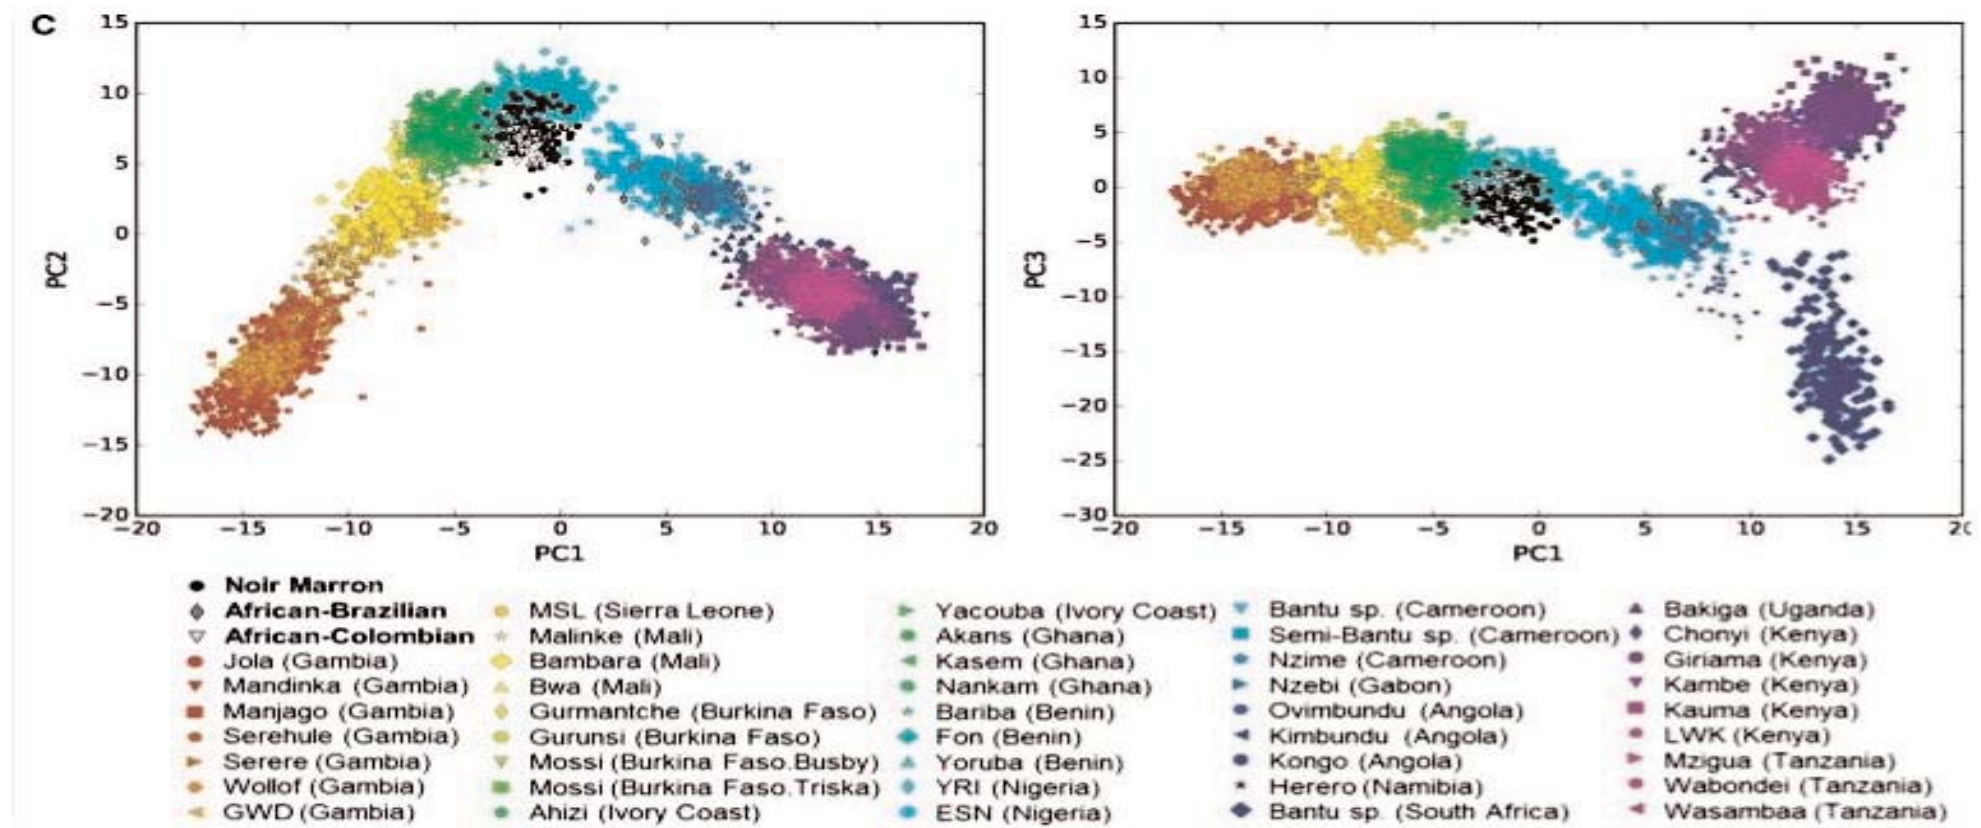 C
15
10
5
0
−5
−10
−15
−20
PC2
−20 −15 −10 −5 0 5 10 15 20
PC1
15
10
5
0
−5
−10
−15
−20
−25
−30
PC3
−20 −15 −10 −5 0 5 10 15 20
PC1
Noir Marron
African-Brazilian
African-Colombian
Jola (Gambia)
Mandinka (Gambia)
Manjago (Gambia)
Serehule (Gambia)
Serere (Gambia)
Wollof (Gambia)
GWD (Gambia)
MSL (Sierra Leone)
Malinke (Mali)
Bambara (Mali)
Bwa (Mali)
Gurmantche (Burkina Faso)
Gurunsi (Burkina Faso)
Mossi (Burkina Faso.Busby)
Mossi (Burkina Faso.Triska)
Ahizi (Ivory Coast)
Yacouba (Ivory Coast)
Akans (Ghana)
Kasem (Ghana)
Nankam (Ghana)
Bariba (Benin)
Fon (Benin)
Yoruba (Benin)
YRI (Nigeria)
ESN (Nigeria)
Bantu sp. (Cameroon)
Semi-Bantu sp. (Cameroon)
Nzime (Cameroon)
Nzebi (Gabon)
Ovimbundu (Angola)
Kimbundu (Angola)
Kongo (Angola)
Herero (Namibia)
Bantu sp. (South Africa)
Bakiga (Uganda)
Chonyi (Kenya)
Giriama (Kenya)
Kambe (Kenya)
Kauma (Kenya)
LWK (Kenya)
Mzigua (Tanzania)
Wabondei (Tanzania)
Wasambaa (Tanzania)